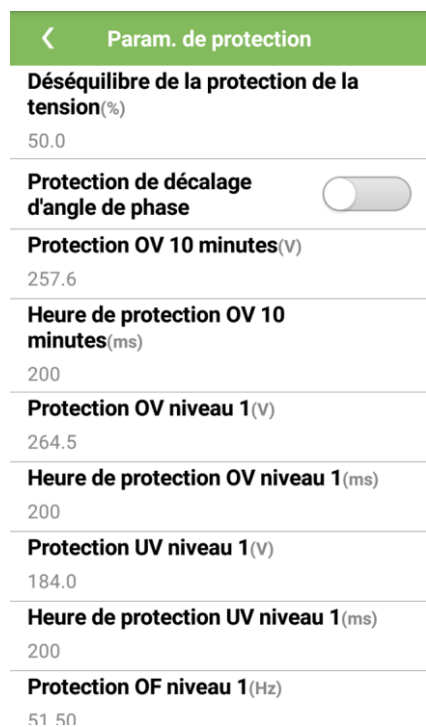 Param. de protection
Déséquilibre de la protection de la
tension(%)
50.0
Protection de décalage
d'angle de phase
Protection OV 10 minutes(V)
257.6
Heure de protection OV 10
minutes(ms)
200
Protection OV niveau 1(V)
264.5
Heure de protection OV niveau 1(ms)
200
Protection UV niveau 1(V)
184.0
Heure de protection UV niveau 1(ms)
200
Protection OF niveau 1(Hz)
51.50